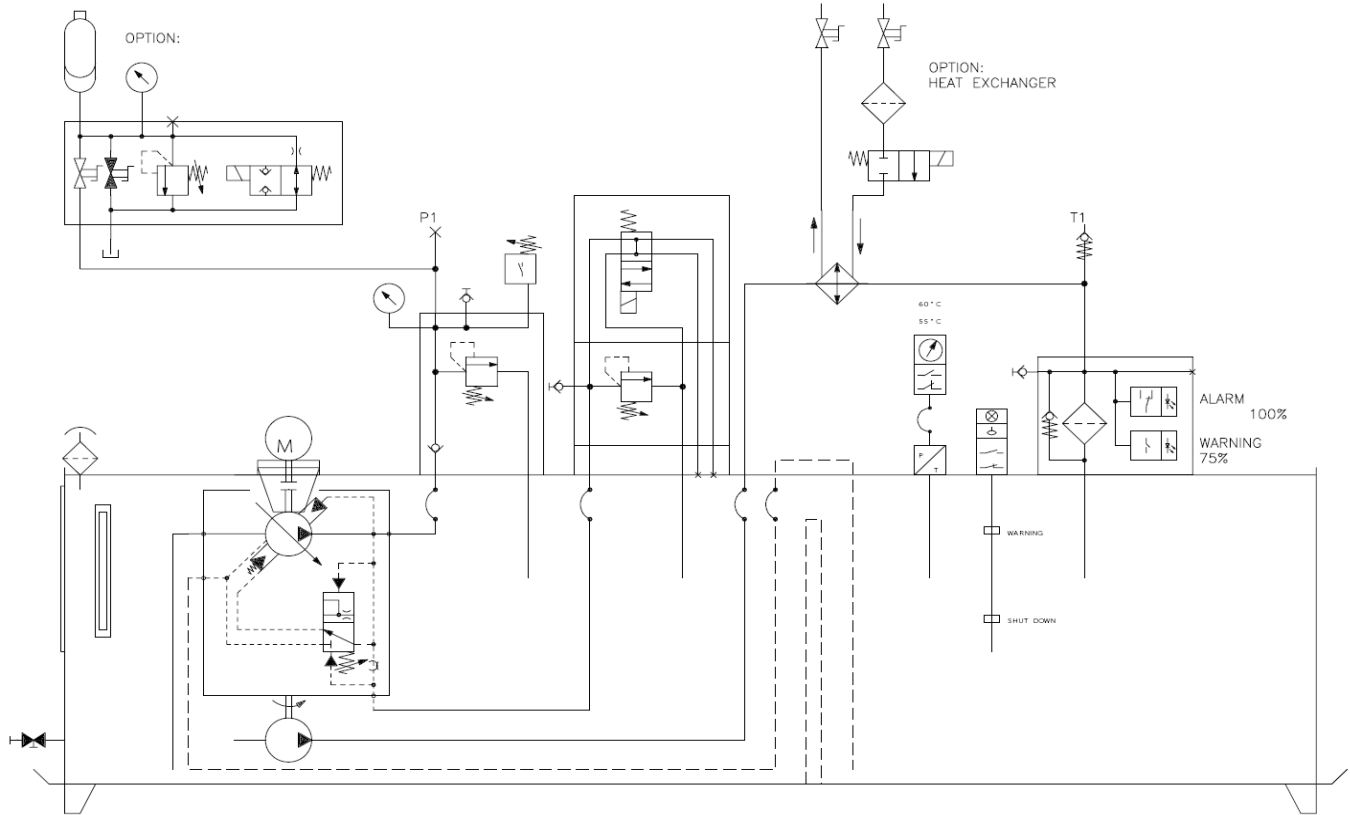 OPTION:
OPTION:
HEAT EXCHANGER
P1
T1
60°C
55°C
ALARM
100%
WARNING
75%
M
P
T
WARNING
SHUT DOWN